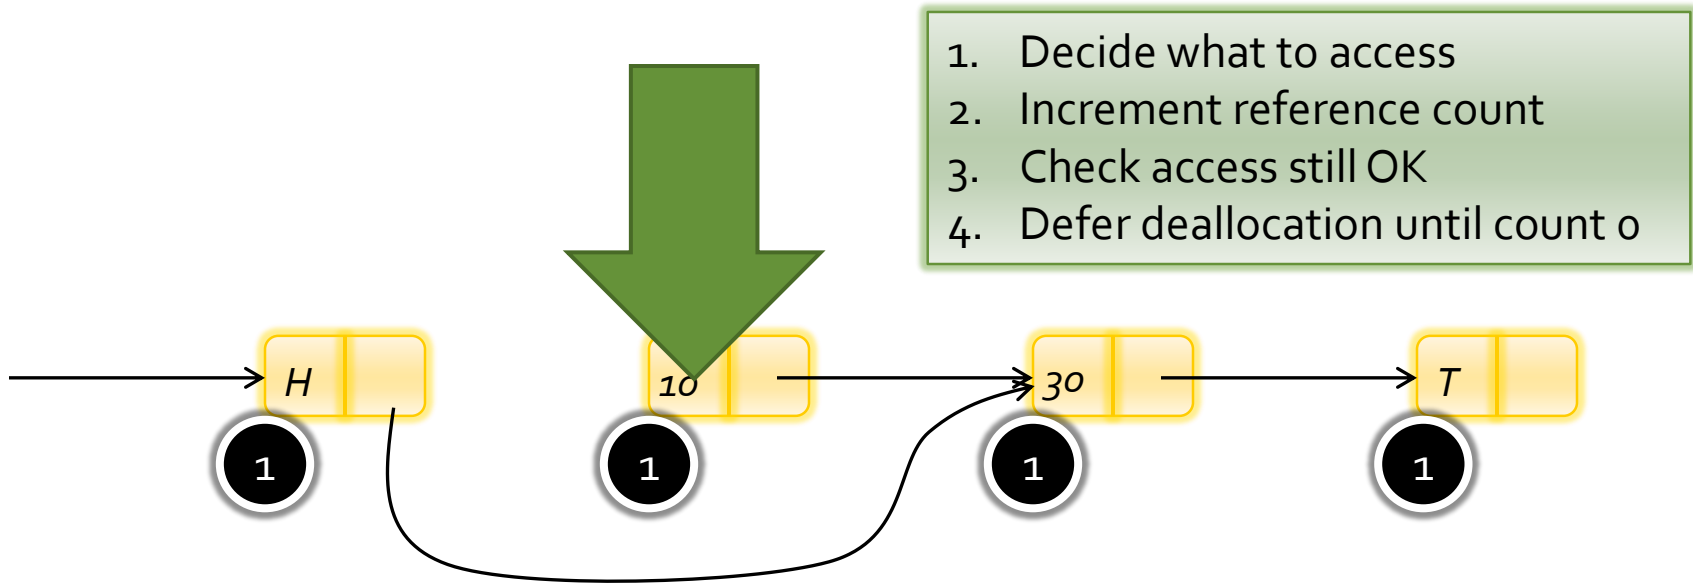 1. Decide what to access
2. Increment reference count
3. Check access still OK
4. Defer deallocation until count 0
H
10
30
T
1
1
1
1